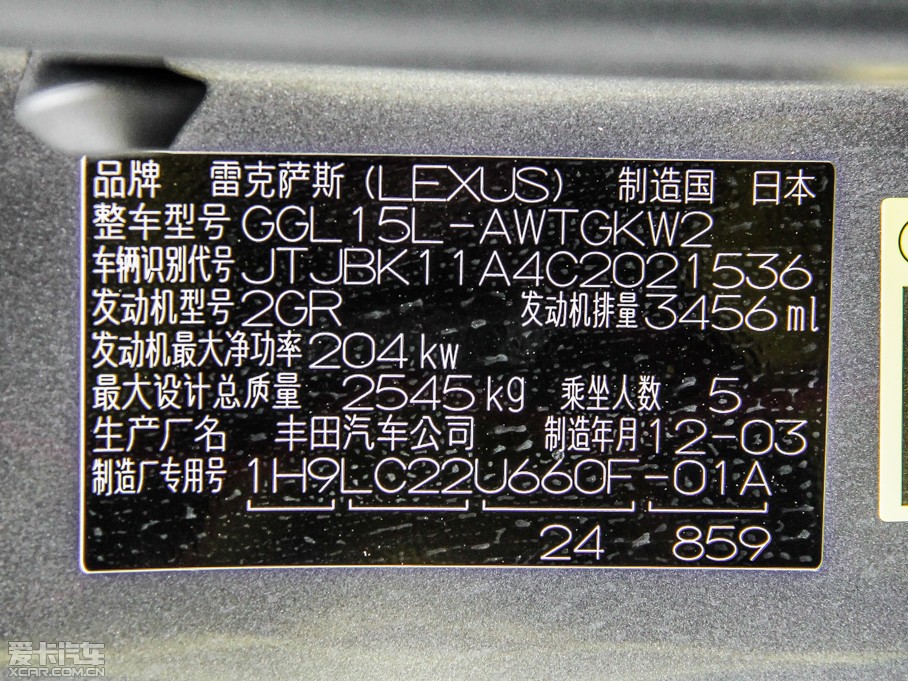 品牌 雷克萨斯(LEXUS) 制造国 日本
整车型号 GGL15L-AWTGKW2
车辆识别代号 JTJBK11A4C2021536
发动机型号 2GR 发动机排量 3456ml
发动机最大净功率 204kw
最大设计总质量 2545kg 乘坐人数 5
生产厂名 丰田汽车公司 制造年月 12-03
制造厂专用号 1H9LC22U660F-01A
24 859
爱卡汽车
XCAR.COM.CN